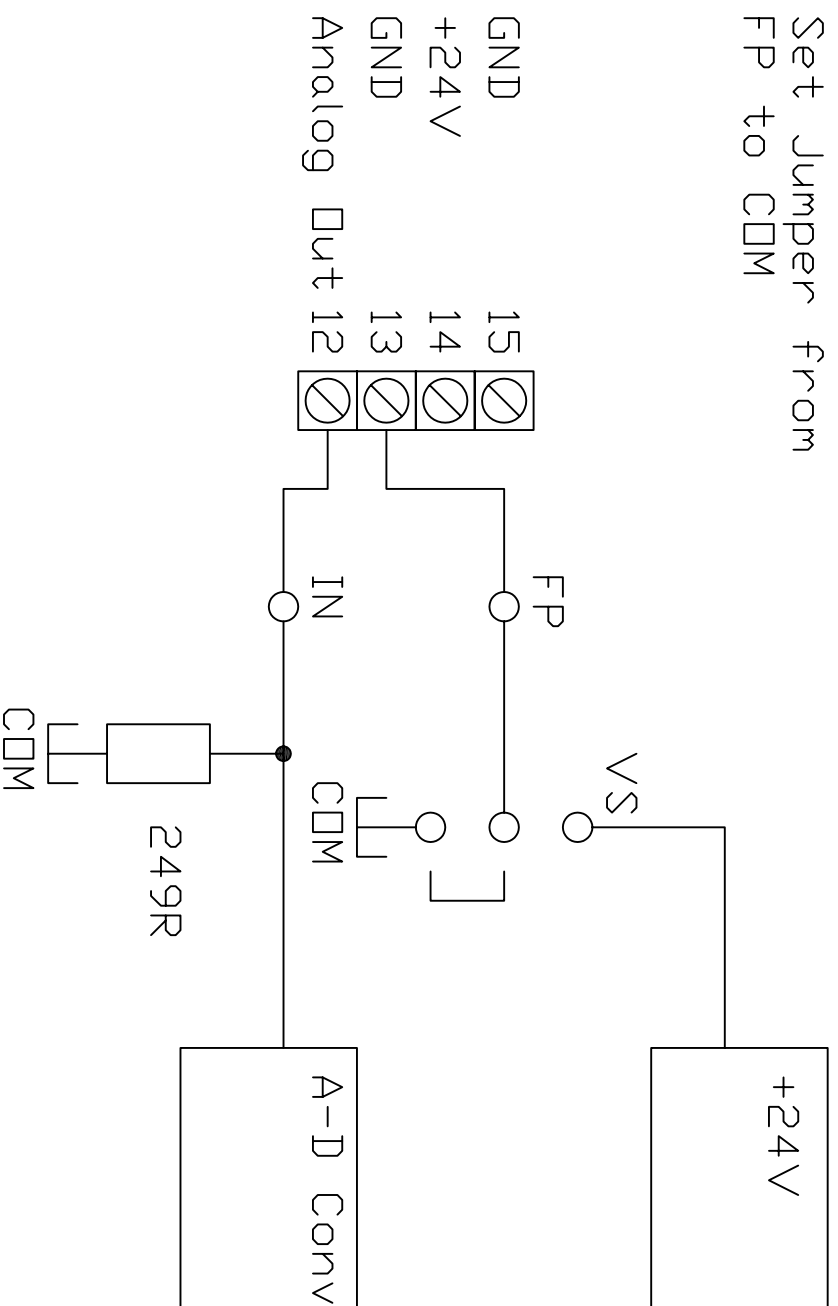 Set Jumper from
FP to COM
+24V
VS
FP
GND 15
+24V 14
GND 13
Analog Out 12
IN
COM
A-D Conv
249R
COM